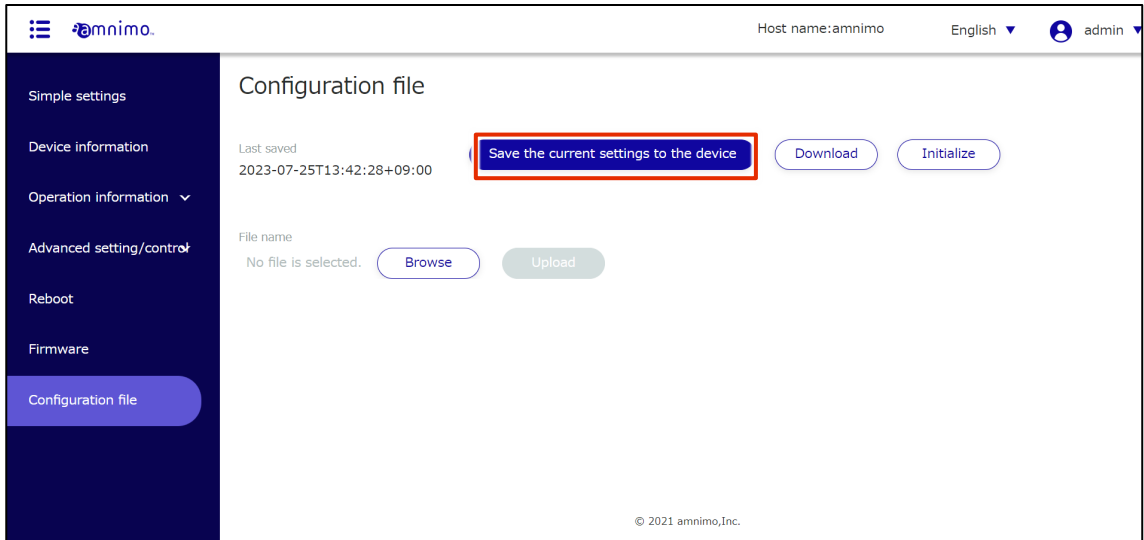 amnimo
Host name:amnimo
English ▼
admin ▼
Simple settings
Device information
Operation information
Advanced setting/control
Reboot
Firmware
Configuration file
Configuration file
Last saved
2023-07-25T13:42:28+09:00
Save the current settings to the device
Download
Initialize
File name
No file is selected.
Browse
Upload
© 2021 amnimo,Inc.